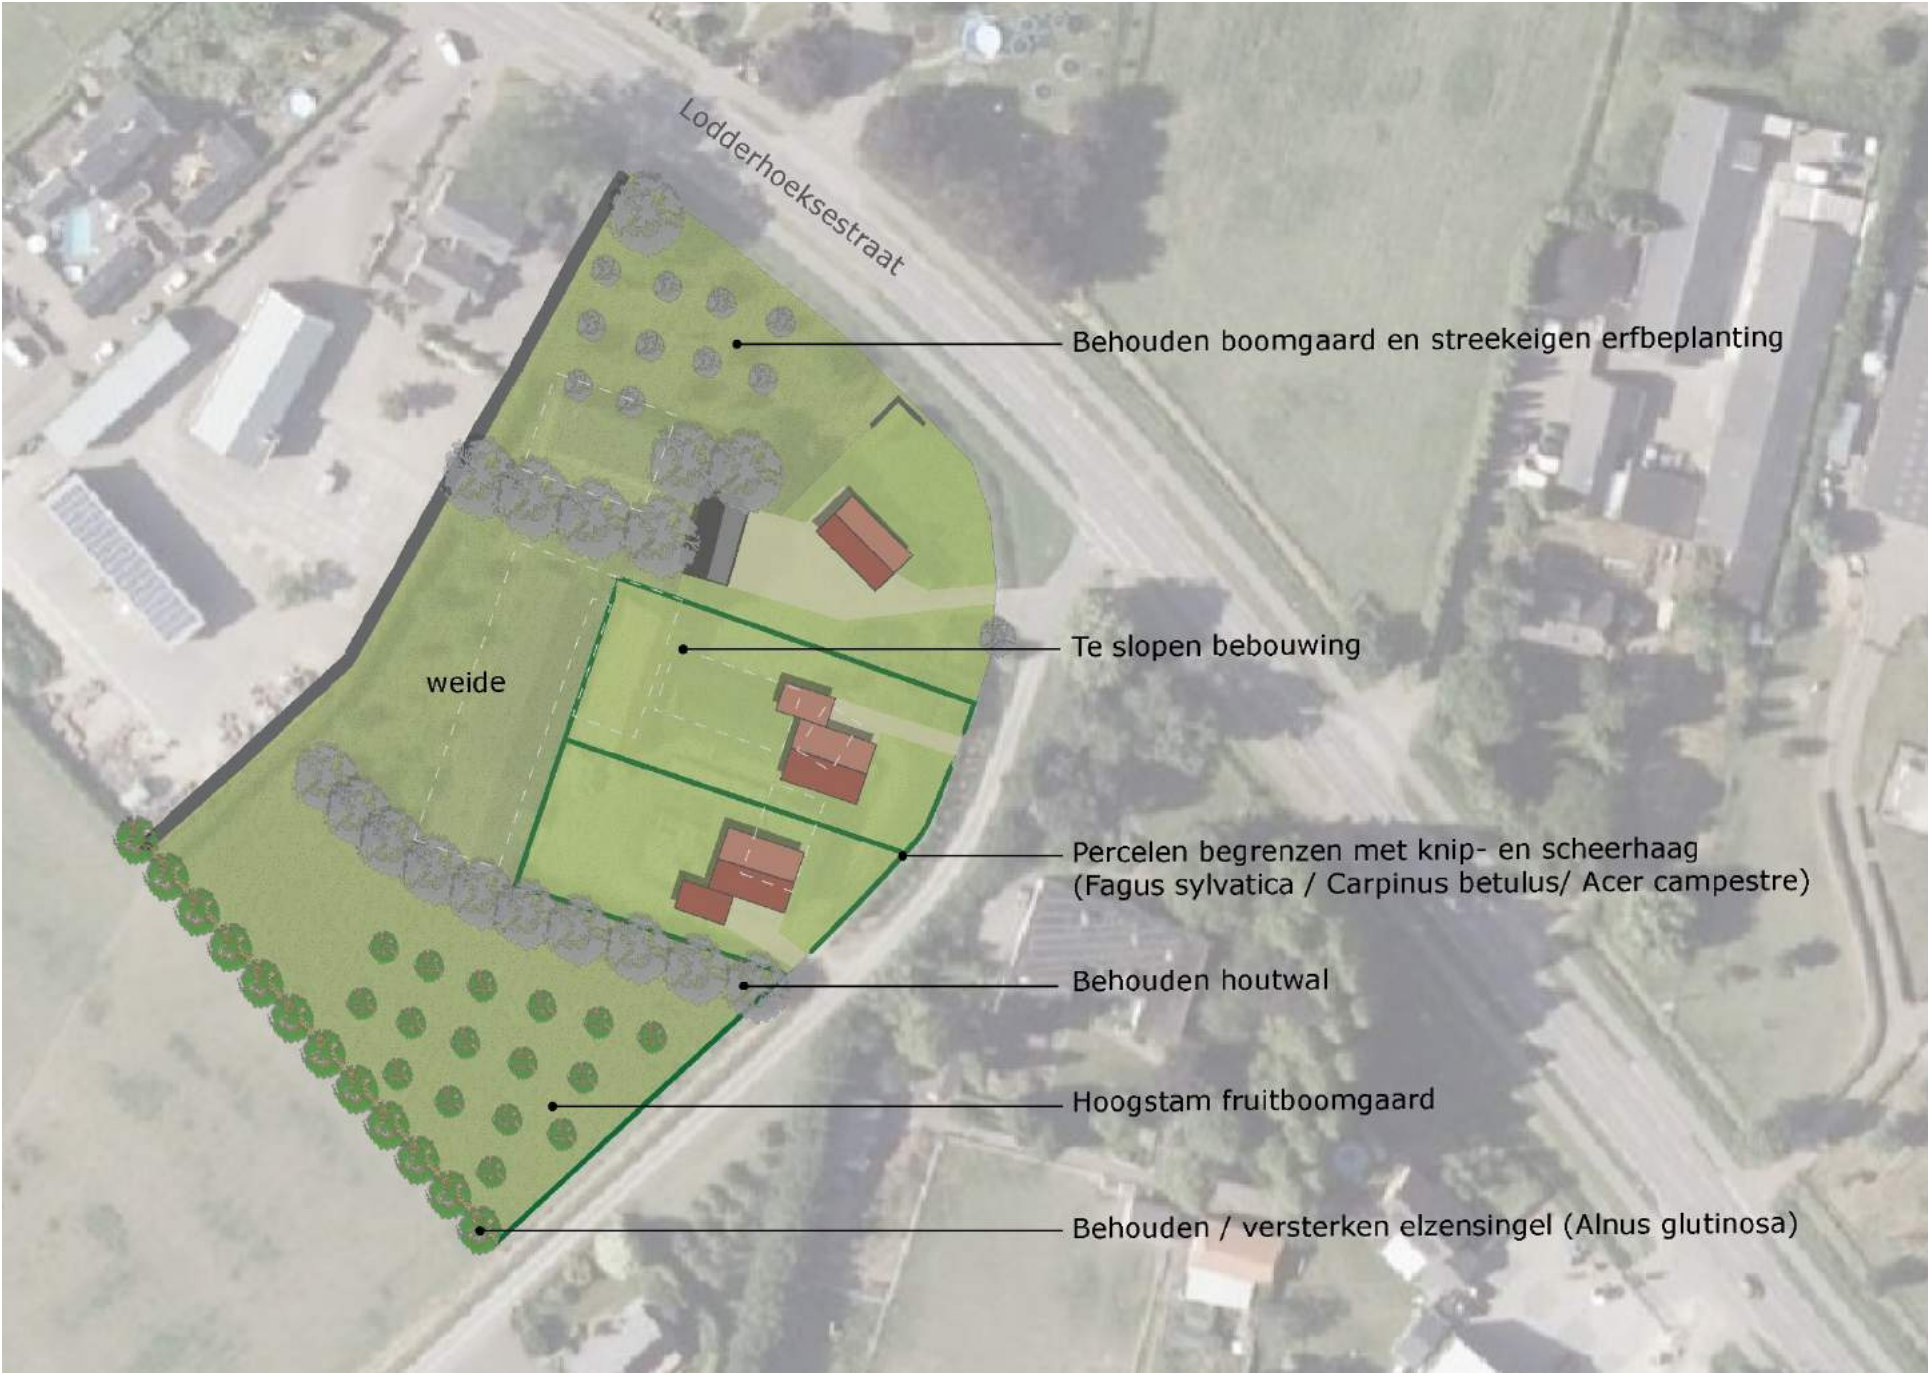 Lodderhoeksestraat
Behouden boomgaard en streekeigen erfbeplanting
Te slopen bebouwing
weide
Percelen begrenzen met knip- en scheerhaag
(Fagus sylvatica / Carpinus betulus/ Acer campestre)
Behouden houtwal
Hoogstam fruitboomgaard
Behouden / versterken elzensingel (Alnus glutinosa)